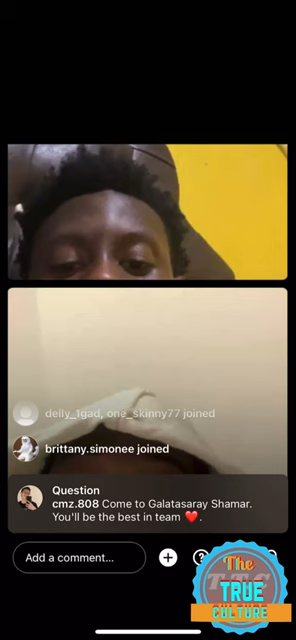 delly_1gad, one_skinny77 joined
brittany.simonee joined
Question
cmz.808 Come to Galatasaray Shamar.
You'll be the best in team ❤️.
Add a comment...
The
TRUE
CULTURE